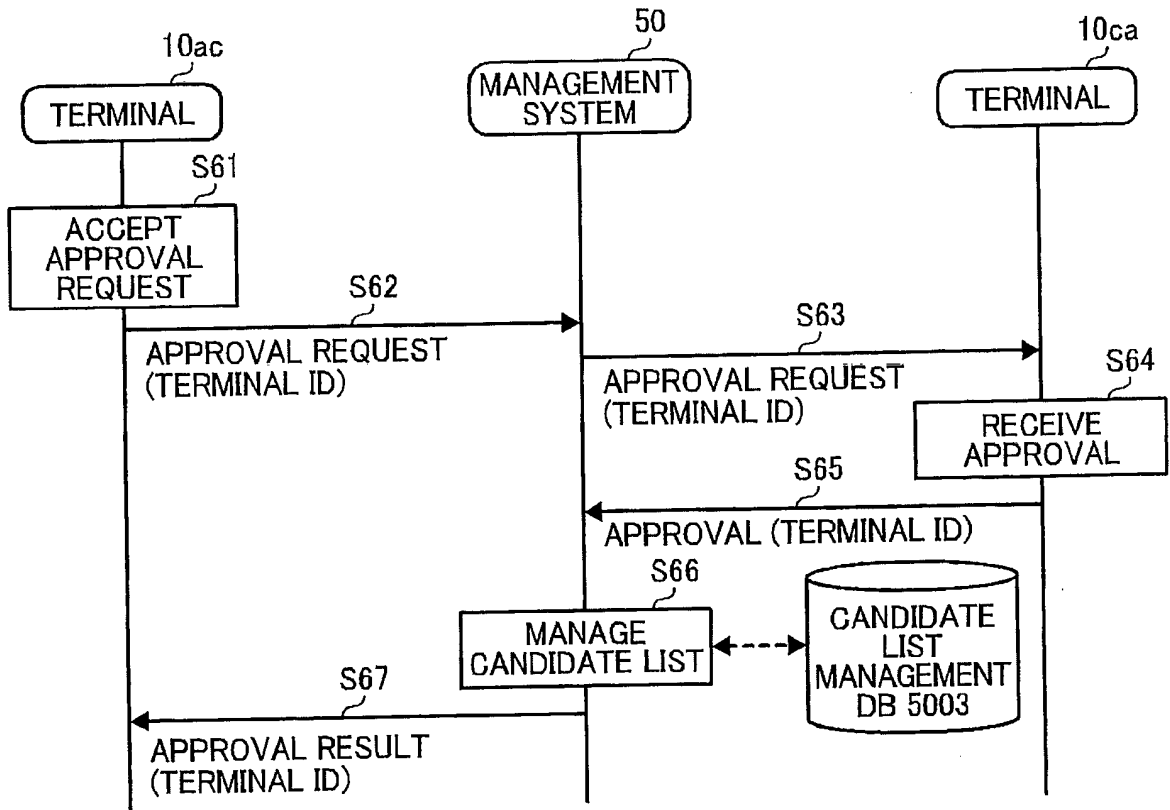 10ac
TERMINAL
50
MANAGEMENT
SYSTEM
10ca
TERMINAL
S61
ACCEPT
APPROVAL
REQUEST
S62
APPROVAL REQUEST
(TERMINAL ID)
S63
APPROVAL REQUEST
(TERMINAL ID)
S64
RECEIVE
APPROVAL
S65
APPROVAL (TERMINAL ID)
S66
MANAGE
CANDIDATE LIST
CANDIDATE
LIST
MANAGEMENT
DB 5003
S67
APPROVAL RESULT
(TERMINAL ID)